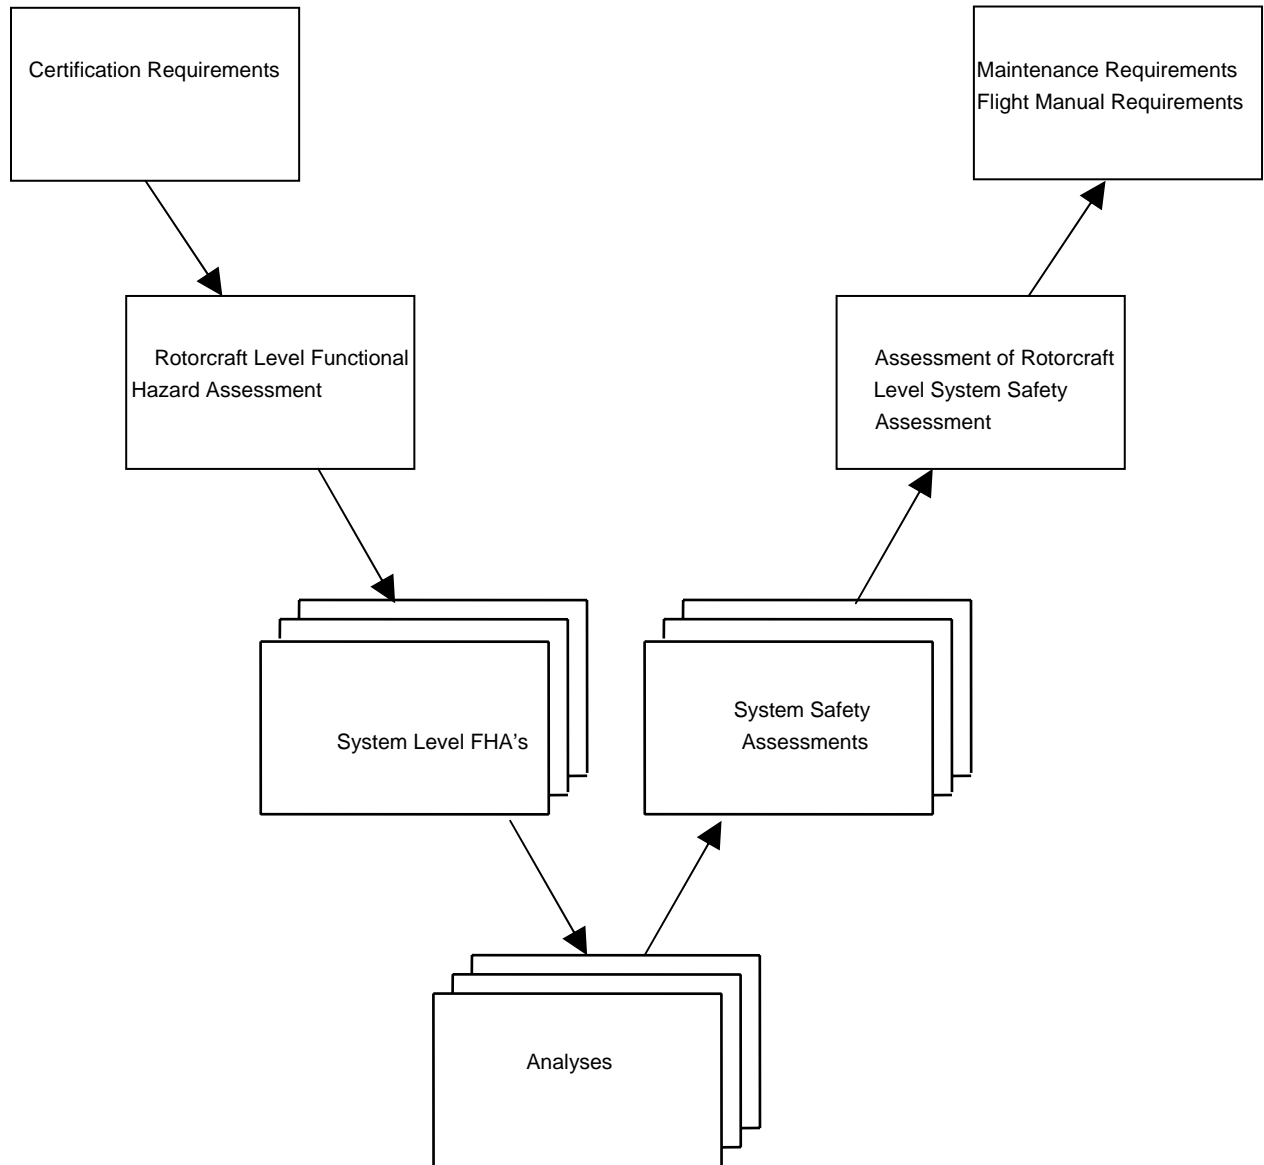 Certification Requirements
Maintenance Requirements
Flight Manual Requirements
Rotorcraft Level Functional
Hazard Assessment
Assessment of Rotorcraft
Level System Safety
Assessment
System Level FHA’s
System Safety
Assessments
Analyses